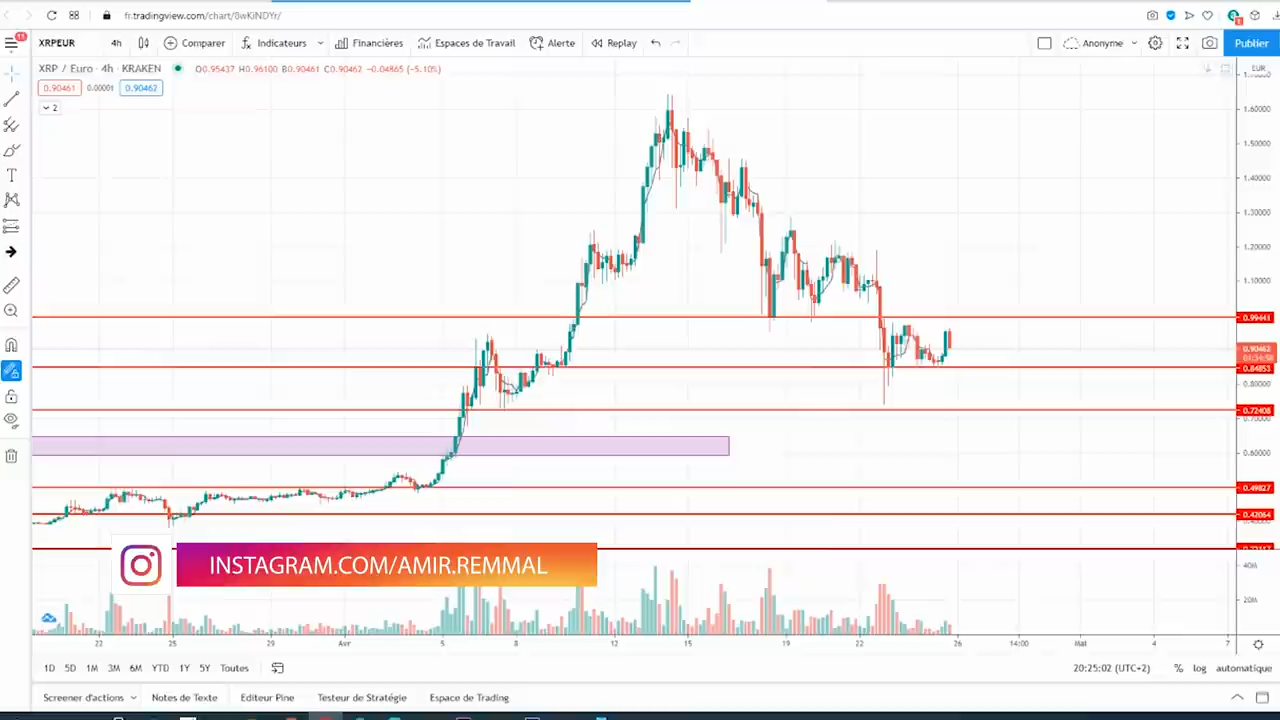 fr.tradingview.com/chart/8wKiNDYr/
11
XRPEUR 4h Comparer Indicateurs Financières Espaces de Travail Alerte Replay Anonyme Publier
XRP / Euro · 4h · KRAKEN O0.95437 H0.96100 B0.90461 C0.90462 −0.04865 (−5.10%) EUR
0.90461 0.00001 0.90462
2
1.60000
1.50000
1.40000
1.30000
1.20000
1.10000
0.99441
0.90462
01:34:58
0.84853
0.80000
0.72408
0.70000
0.60000
0.49827
0.42064
INSTAGRAM.COM/AMIR.REMMAL
40M
20M
22 25 29 Avr 5 8 12 15 19 22 26 14:00 Mai 4 7
1D 5D 1M 3M 6M YTD 1Y 5Y Toutes 20:25:02 (UTC+2) % log automatique
Screener d'actions Notes de Texte Editeur Pine Testeur de Stratégie Espace de Trading